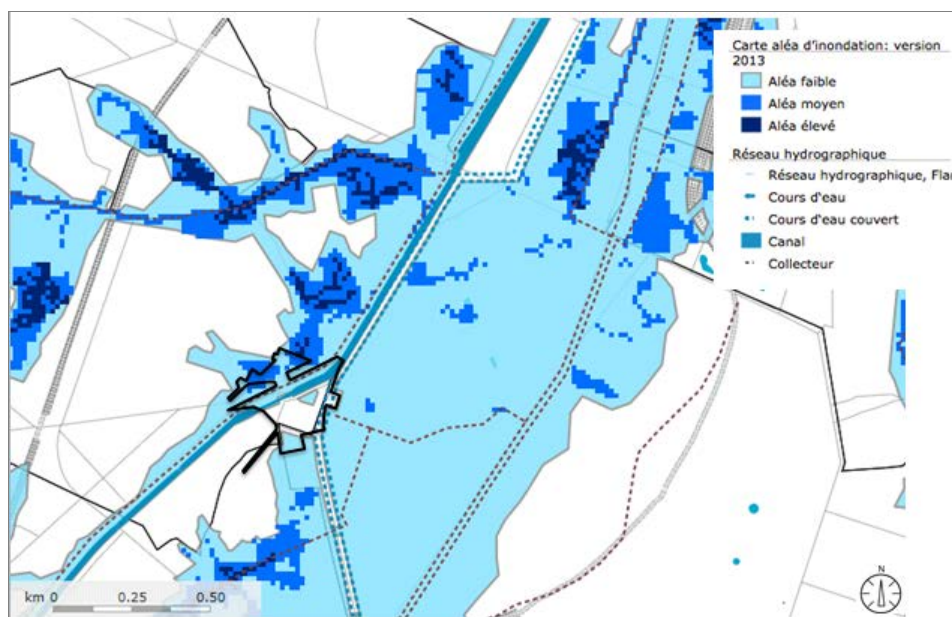 Carte aléa d'inondation: version
2013
Aléa faible
Aléa moyen
Aléa élevé
Réseau hydrographique
Réseau hydrographique, Flan
Cours d'eau
Cours d'eau couvert
Canal
Collecteur
N
km 0 0.25 0.50